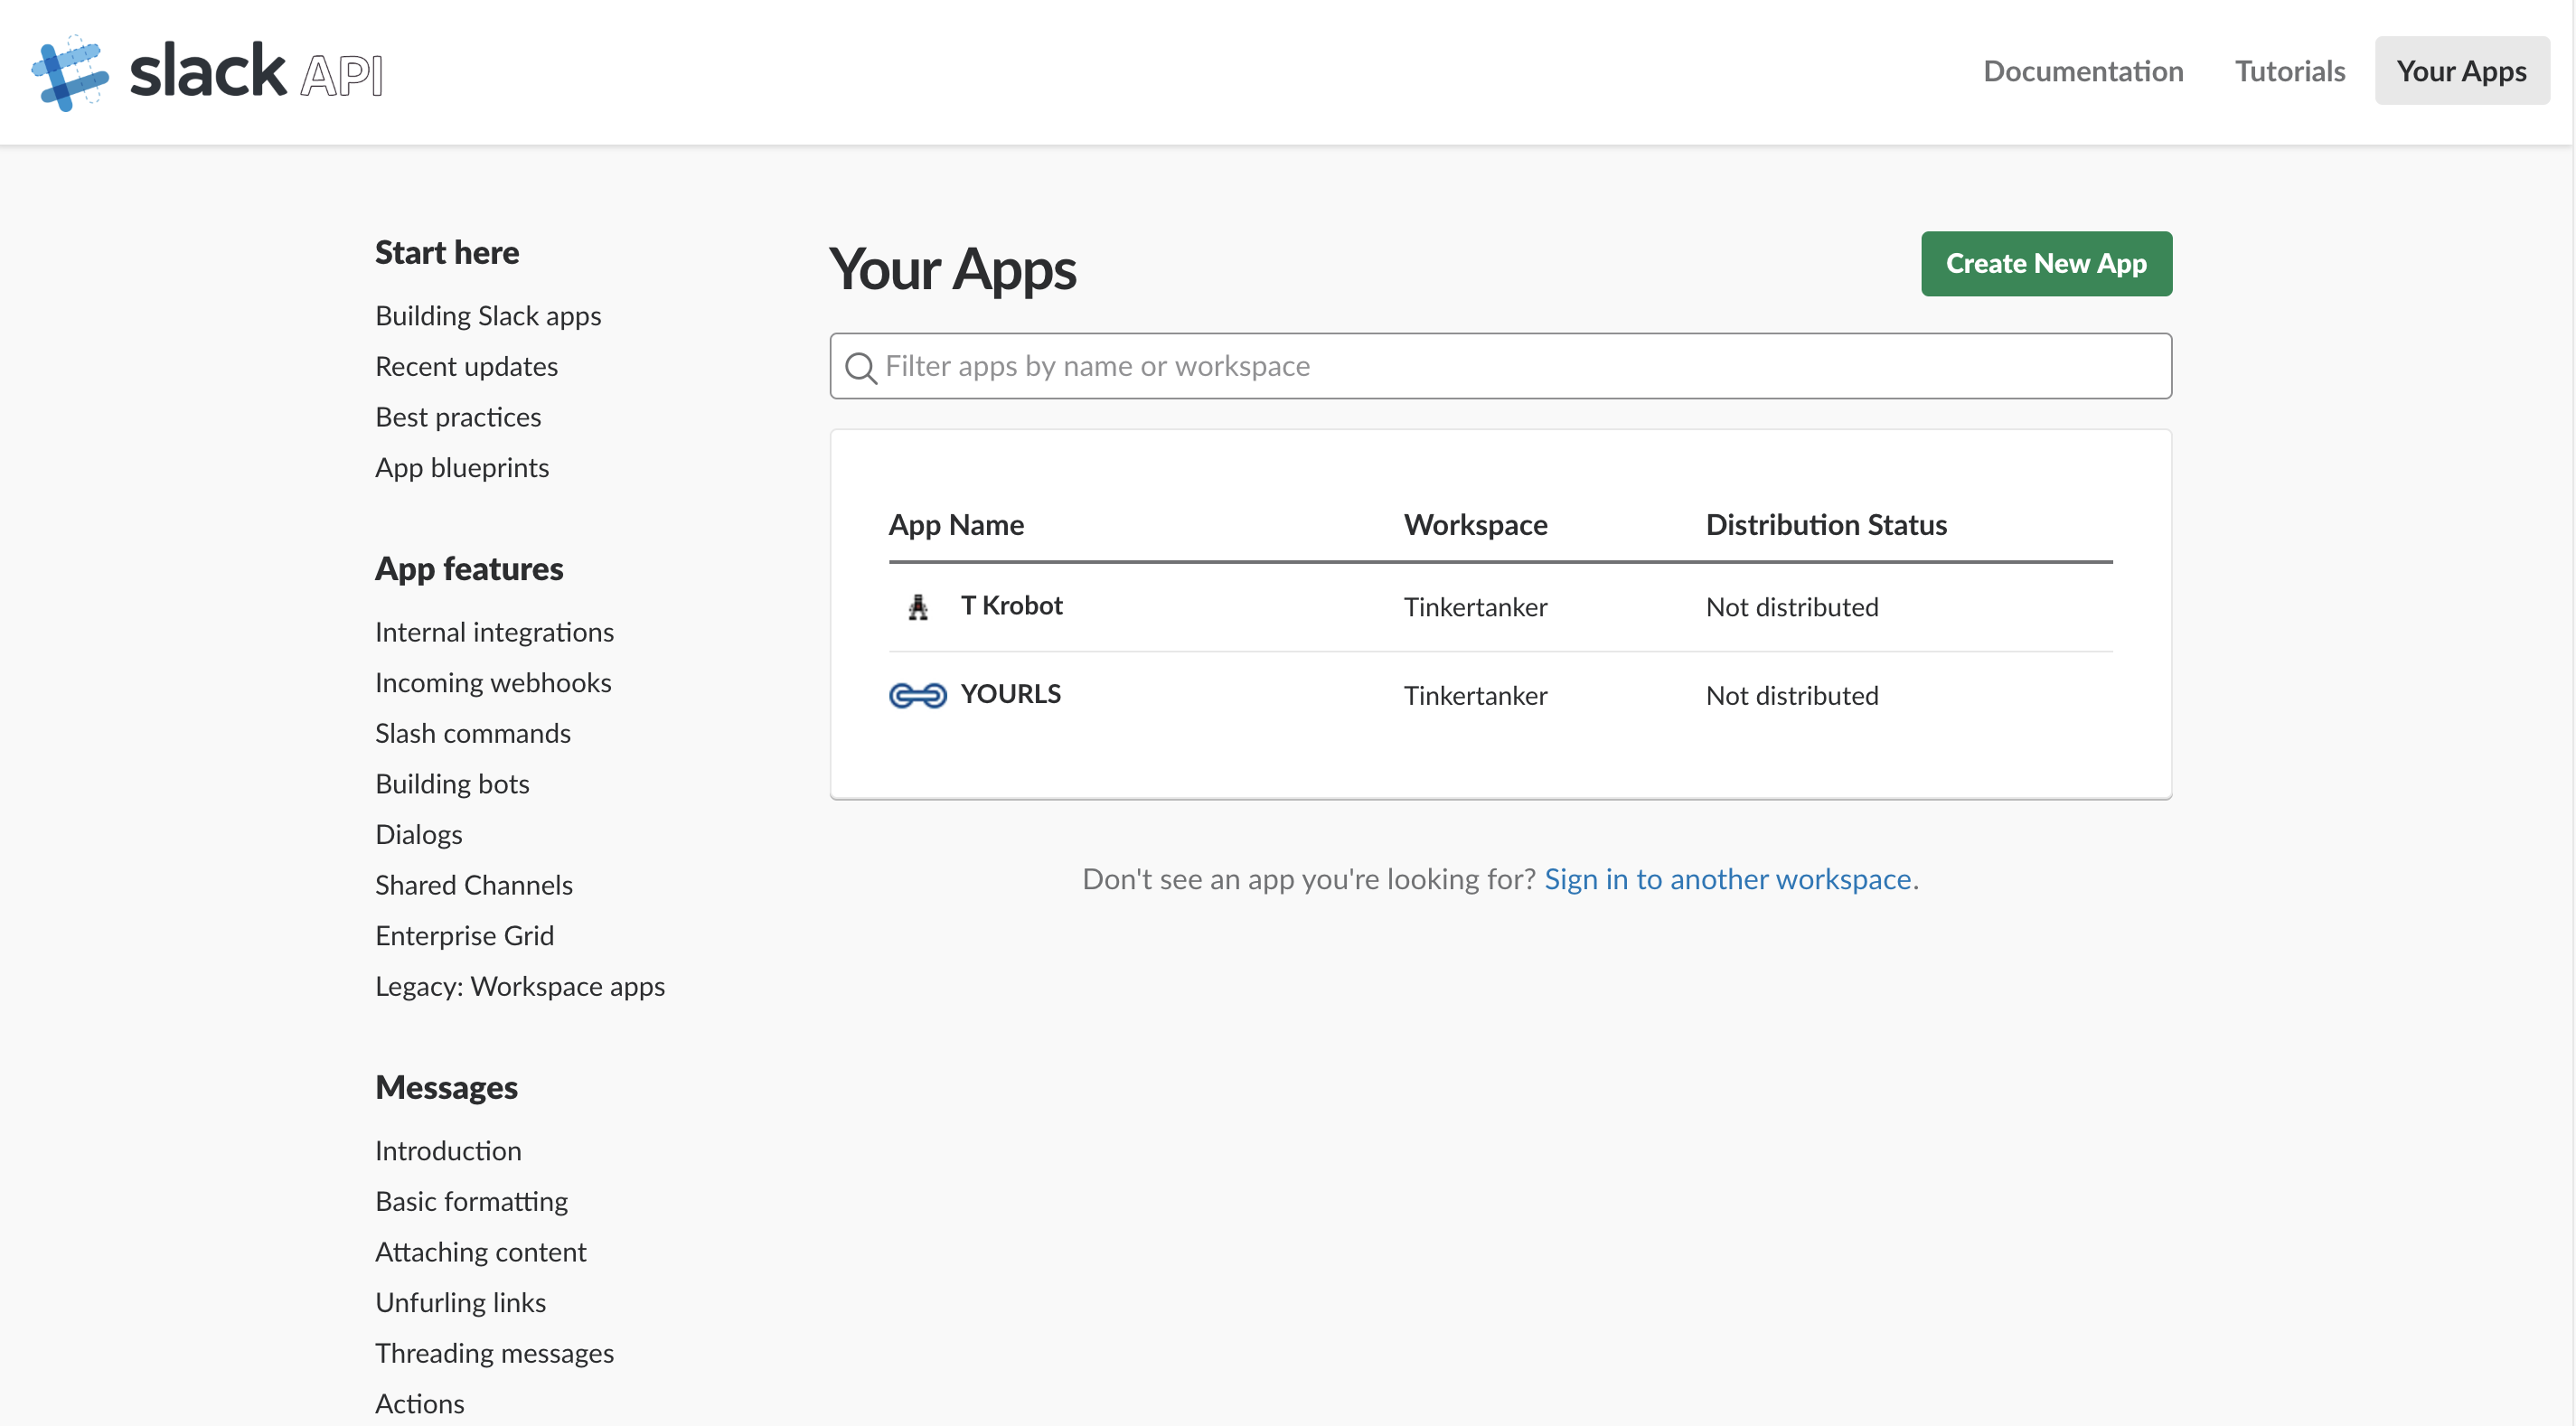 slack API
Documentation
Tutorials
Your Apps
Start here
Building Slack apps
Recent updates
Best practices
App blueprints
App features
Internal integrations
Incoming webhooks
Slash commands
Building bots
Dialogs
Shared Channels
Enterprise Grid
Legacy: Workspace apps
Messages
Introduction
Basic formatting
Attaching content
Unfurling links
Threading messages
Actions
Your Apps
Create New App
Filter apps by name or workspace
App Name Workspace Distribution Status
T Krobot Tinkertanker Not distributed
YOURLS Tinkertanker Not distributed
Don't see an app you're looking for? Sign in to another workspace.